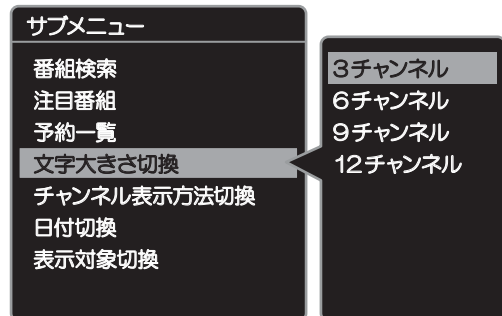 サブメニュー
番組検索
注目番組
予約一覧
文字大きさ切換
チャンネル表示方法切換
日付切換
表示対象切換
3チャンネル
6チャンネル
9チャンネル
12チャンネル